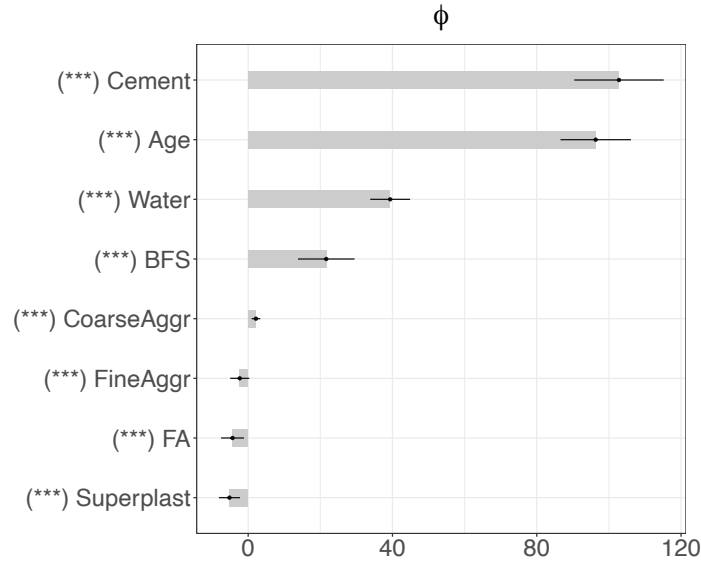 ϕ
(***) Cement
(***) Age
(***) Water
(***) BFS
(***) CoarseAggr
(***) FineAggr
(***) FA
(***) Superplast
0 40 80 120